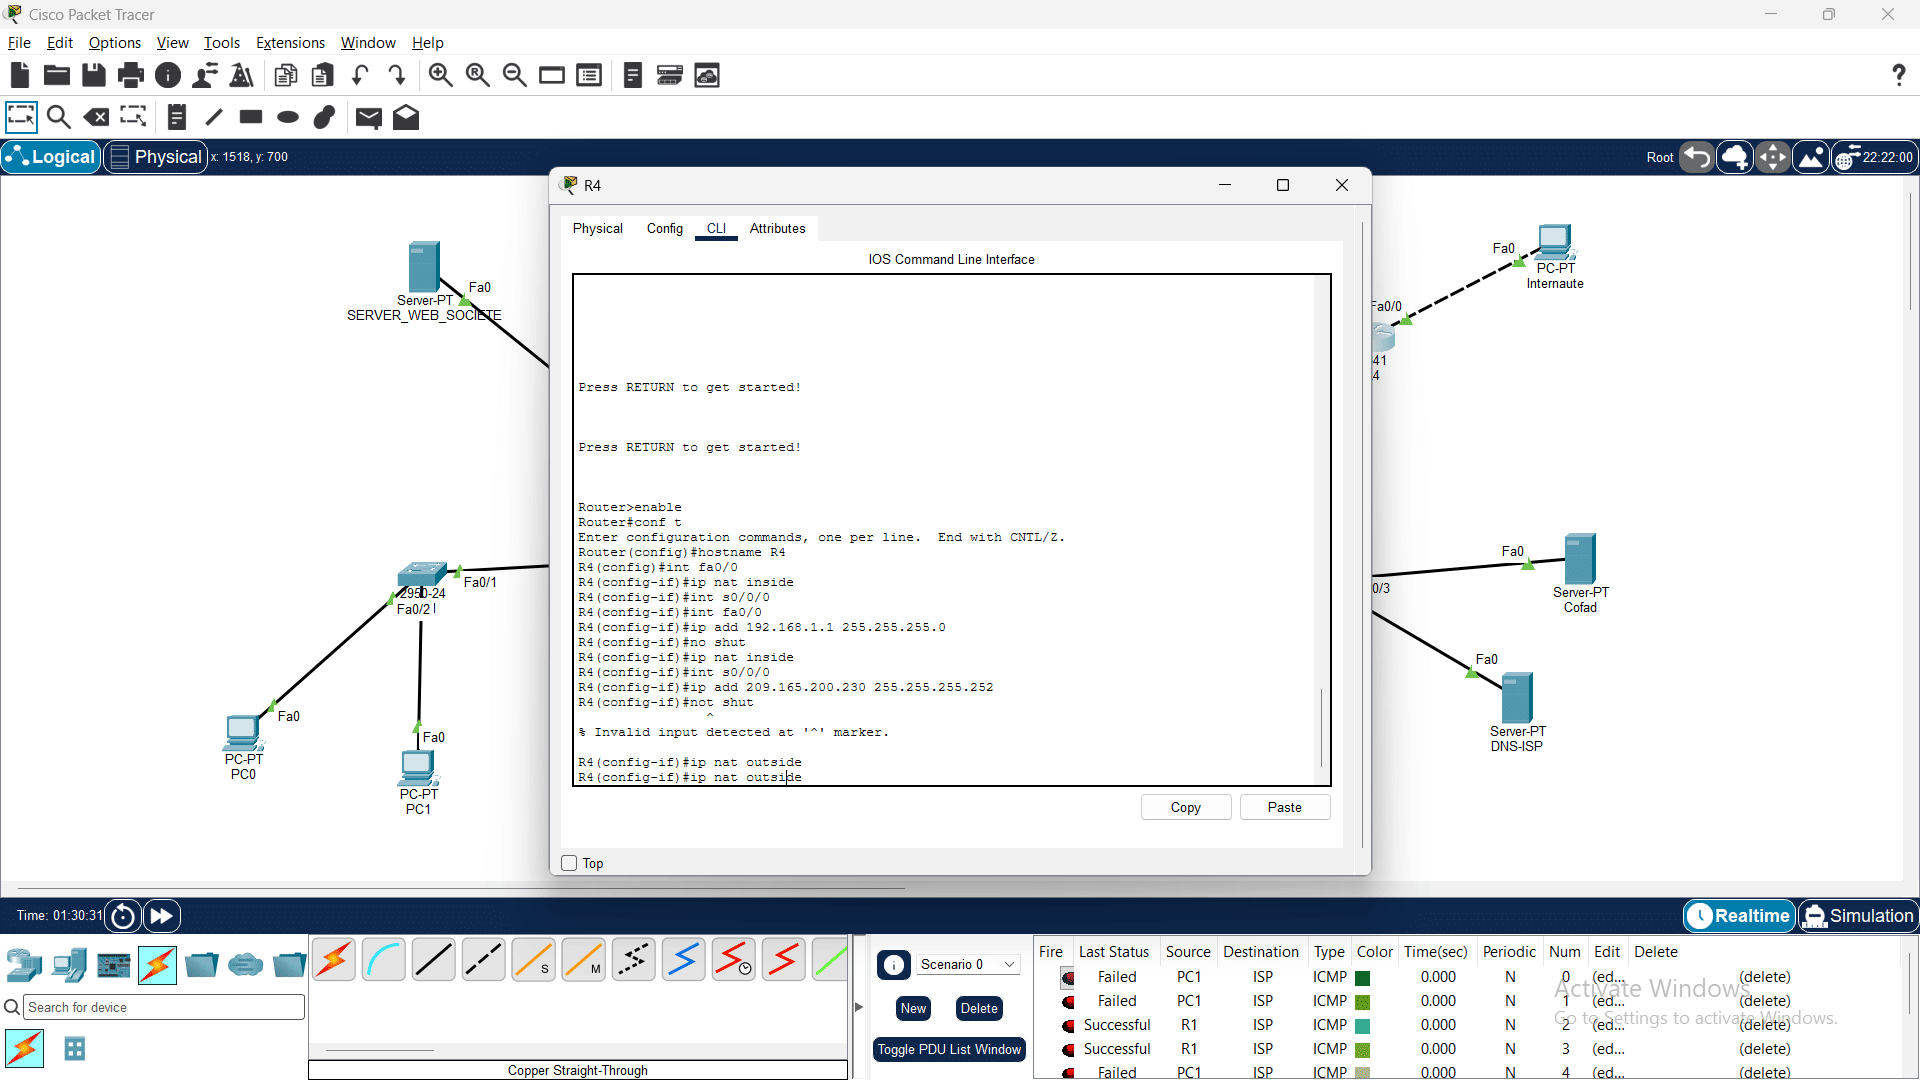 Cisco Packet Tracer
File Edit Options View Tools Extensions Window Help
Logical Physical x: 1518, y: 700 Root 22:22:00
R4
Physical Config CLI Attributes
IOS Command Line Interface
Press RETURN to get started!
Press RETURN to get started!
Router>enable
Router#conf t
Enter configuration commands, one per line.  End with CNTL/Z.
Router(config)#hostname R4
R4(config)#int fa0/0
R4(config-if)#ip nat inside
R4(config-if)#int s0/0/0
R4(config-if)#int fa0/0
R4(config-if)#ip add 192.168.1.1 255.255.255.0
R4(config-if)#no shut
R4(config-if)#ip nat inside
R4(config-if)#int s0/0/0
R4(config-if)#ip add 209.165.200.230 255.255.255.252
R4(config-if)#not shut
^
% Invalid input detected at '^' marker.
R4(config-if)#ip nat outside
R4(config-if)#ip nat outside
Copy Paste
Top
Fa0
Server-PT
SERVER_WEB_SOCIETE
Fa0/1
2950-24
Fa0/2
Fa0
PC-PT
PC0
Fa0
PC-PT
PC1
Fa0
PC-PT
Internaute
Fa0/0
41
4
Fa0
0/3
Server-PT
Cofad
Fa0
Server-PT
DNS-ISP
Time: 01:30:31 Realtime Simulation
Search for device
S M
Copper Straight-Through
Scenario 0
New Delete
Toggle PDU List Window
Fire Last Status Source Destination Type Color Time(sec) Periodic Num Edit Delete
Failed PC1 ISP ICMP 0.000 N 0 (ed... (delete)
Failed PC1 ISP ICMP 0.000 N 1 (ed... (delete)
Successful R1 ISP ICMP 0.000 N 2 (ed... (delete)
Successful R1 ISP ICMP 0.000 N 3 (ed... (delete)
Failed PC1 ISP ICMP 0.000 N 4 (ed... (delete)
Activate Windows
Go to Settings to activate Windows.